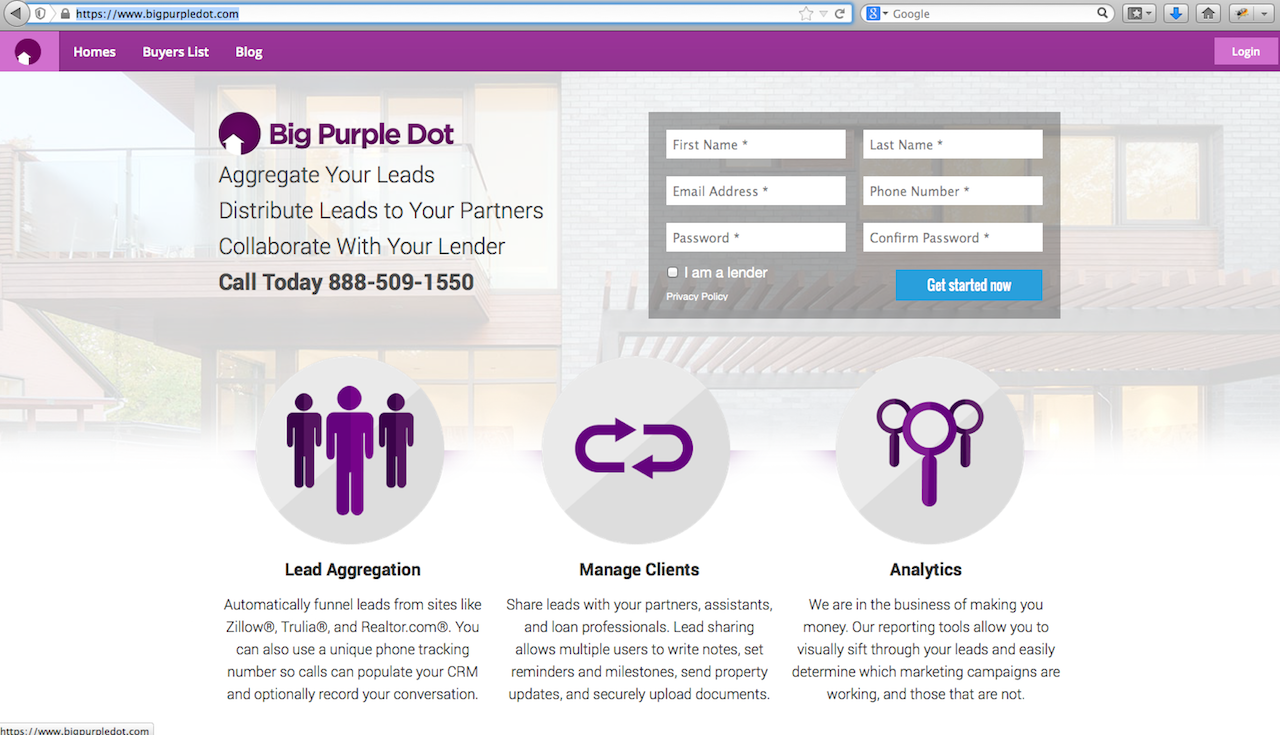 https://www.bigpurpledot.com
Google
Homes
Buyers List
Blog
Login
Big Purple Dot
Aggregate Your Leads
Distribute Leads to Your Partners
Collaborate With Your Lender
Call Today 888-509-1550
First Name *
Last Name *
Email Address *
Phone Number *
Password *
Confirm Password *
I am a lender
Privacy Policy
Get started now
Lead Aggregation
Automatically funnel leads from sites like
Zillow®, Trulia®, and Realtor.com®. You
can also use a unique phone tracking
number so calls can populate your CRM
and optionally record your conversation.
Manage Clients
Share leads with your partners, assistants,
and loan professionals. Lead sharing
allows multiple users to write notes, set
reminders and milestones, send property
updates, and securely upload documents.
Analytics
We are in the business of making you
money. Our reporting tools allow you to
visually sift through your leads and easily
determine which marketing campaigns are
working, and those that are not.
https://www.bigpurpledot.com